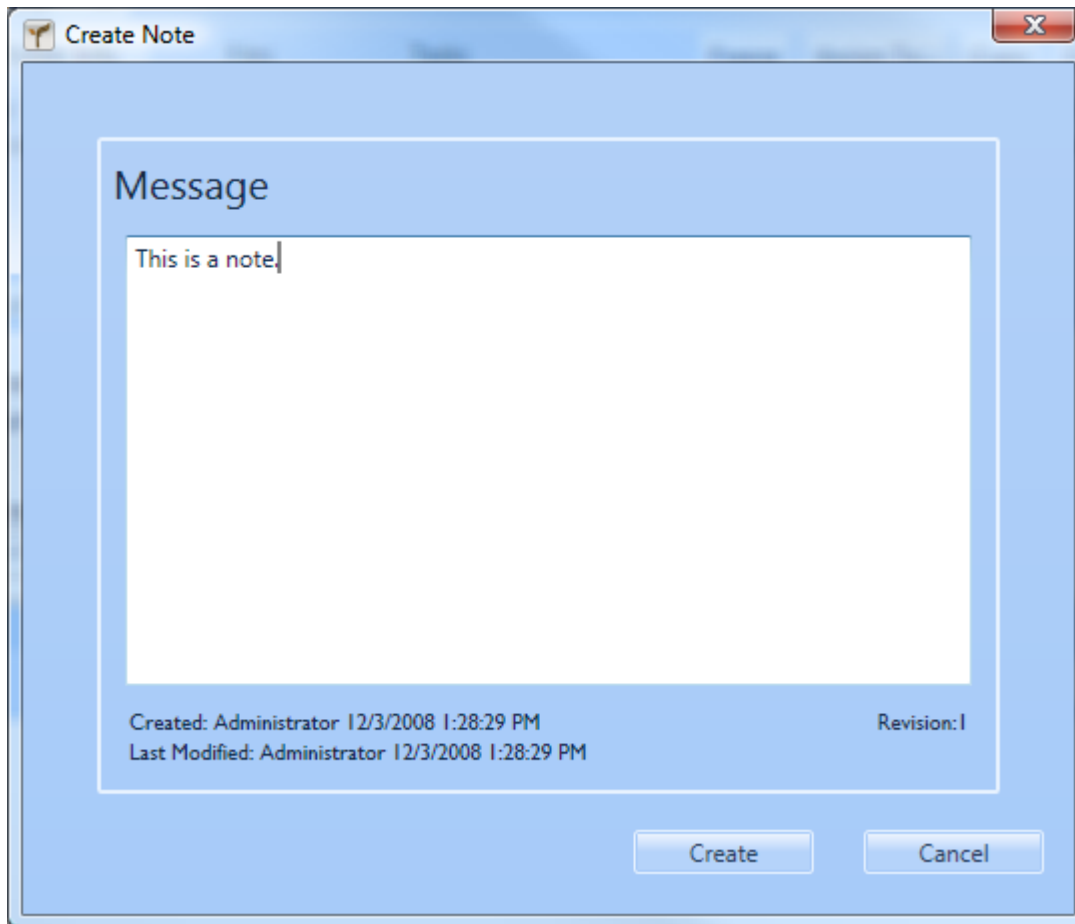 Create Note
Message
This is a note.
Created: Administrator 12/3/2008 1:28:29 PM
Revision:1
Last Modified: Administrator 12/3/2008 1:28:29 PM
Create
Cancel